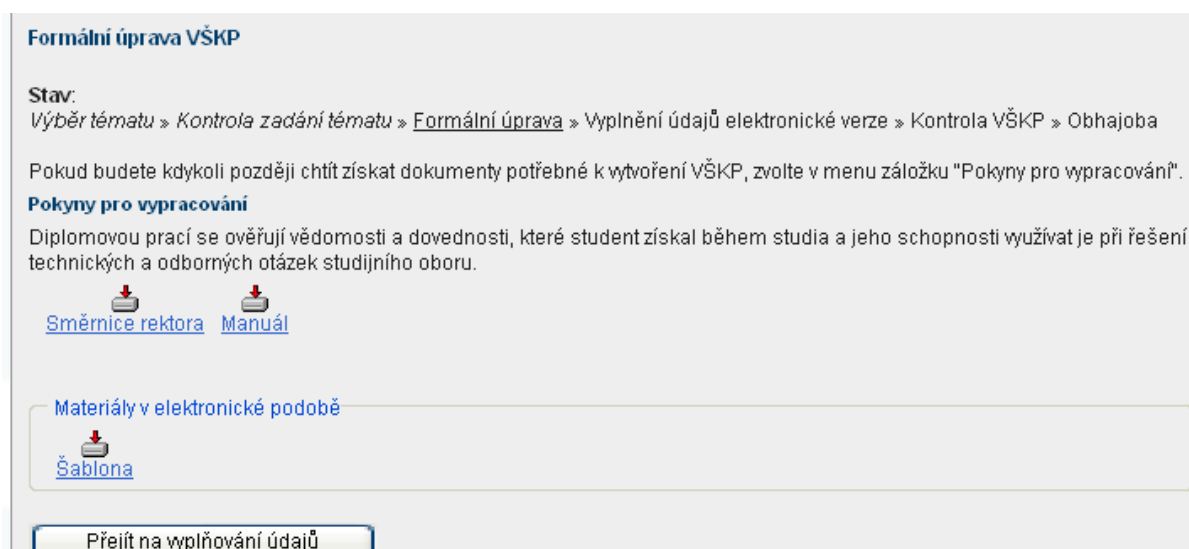 Formální úprava VŠKP
Stav:
Výběr tématu » Kontrola zadání tématu » Formální úprava » Vyplnění údajů elektronické verze » Kontrola VŠKP » Obhajoba
Pokud budete kdykoli později chtít získat dokumenty potřebné k vytvoření VŠKP, zvolte v menu záložku "Pokyny pro vypracování".
Pokyny pro vypracování
Diplomovou prací se ověřují vědomosti a dovednosti, které student získal během studia a jeho schopnosti využívat je při řešení
technických a odborných otázek studijního oboru.
Směrnice rektora Manuál
Materiály v elektronické podobě
Šablona
Přejít na vyplňování údajů